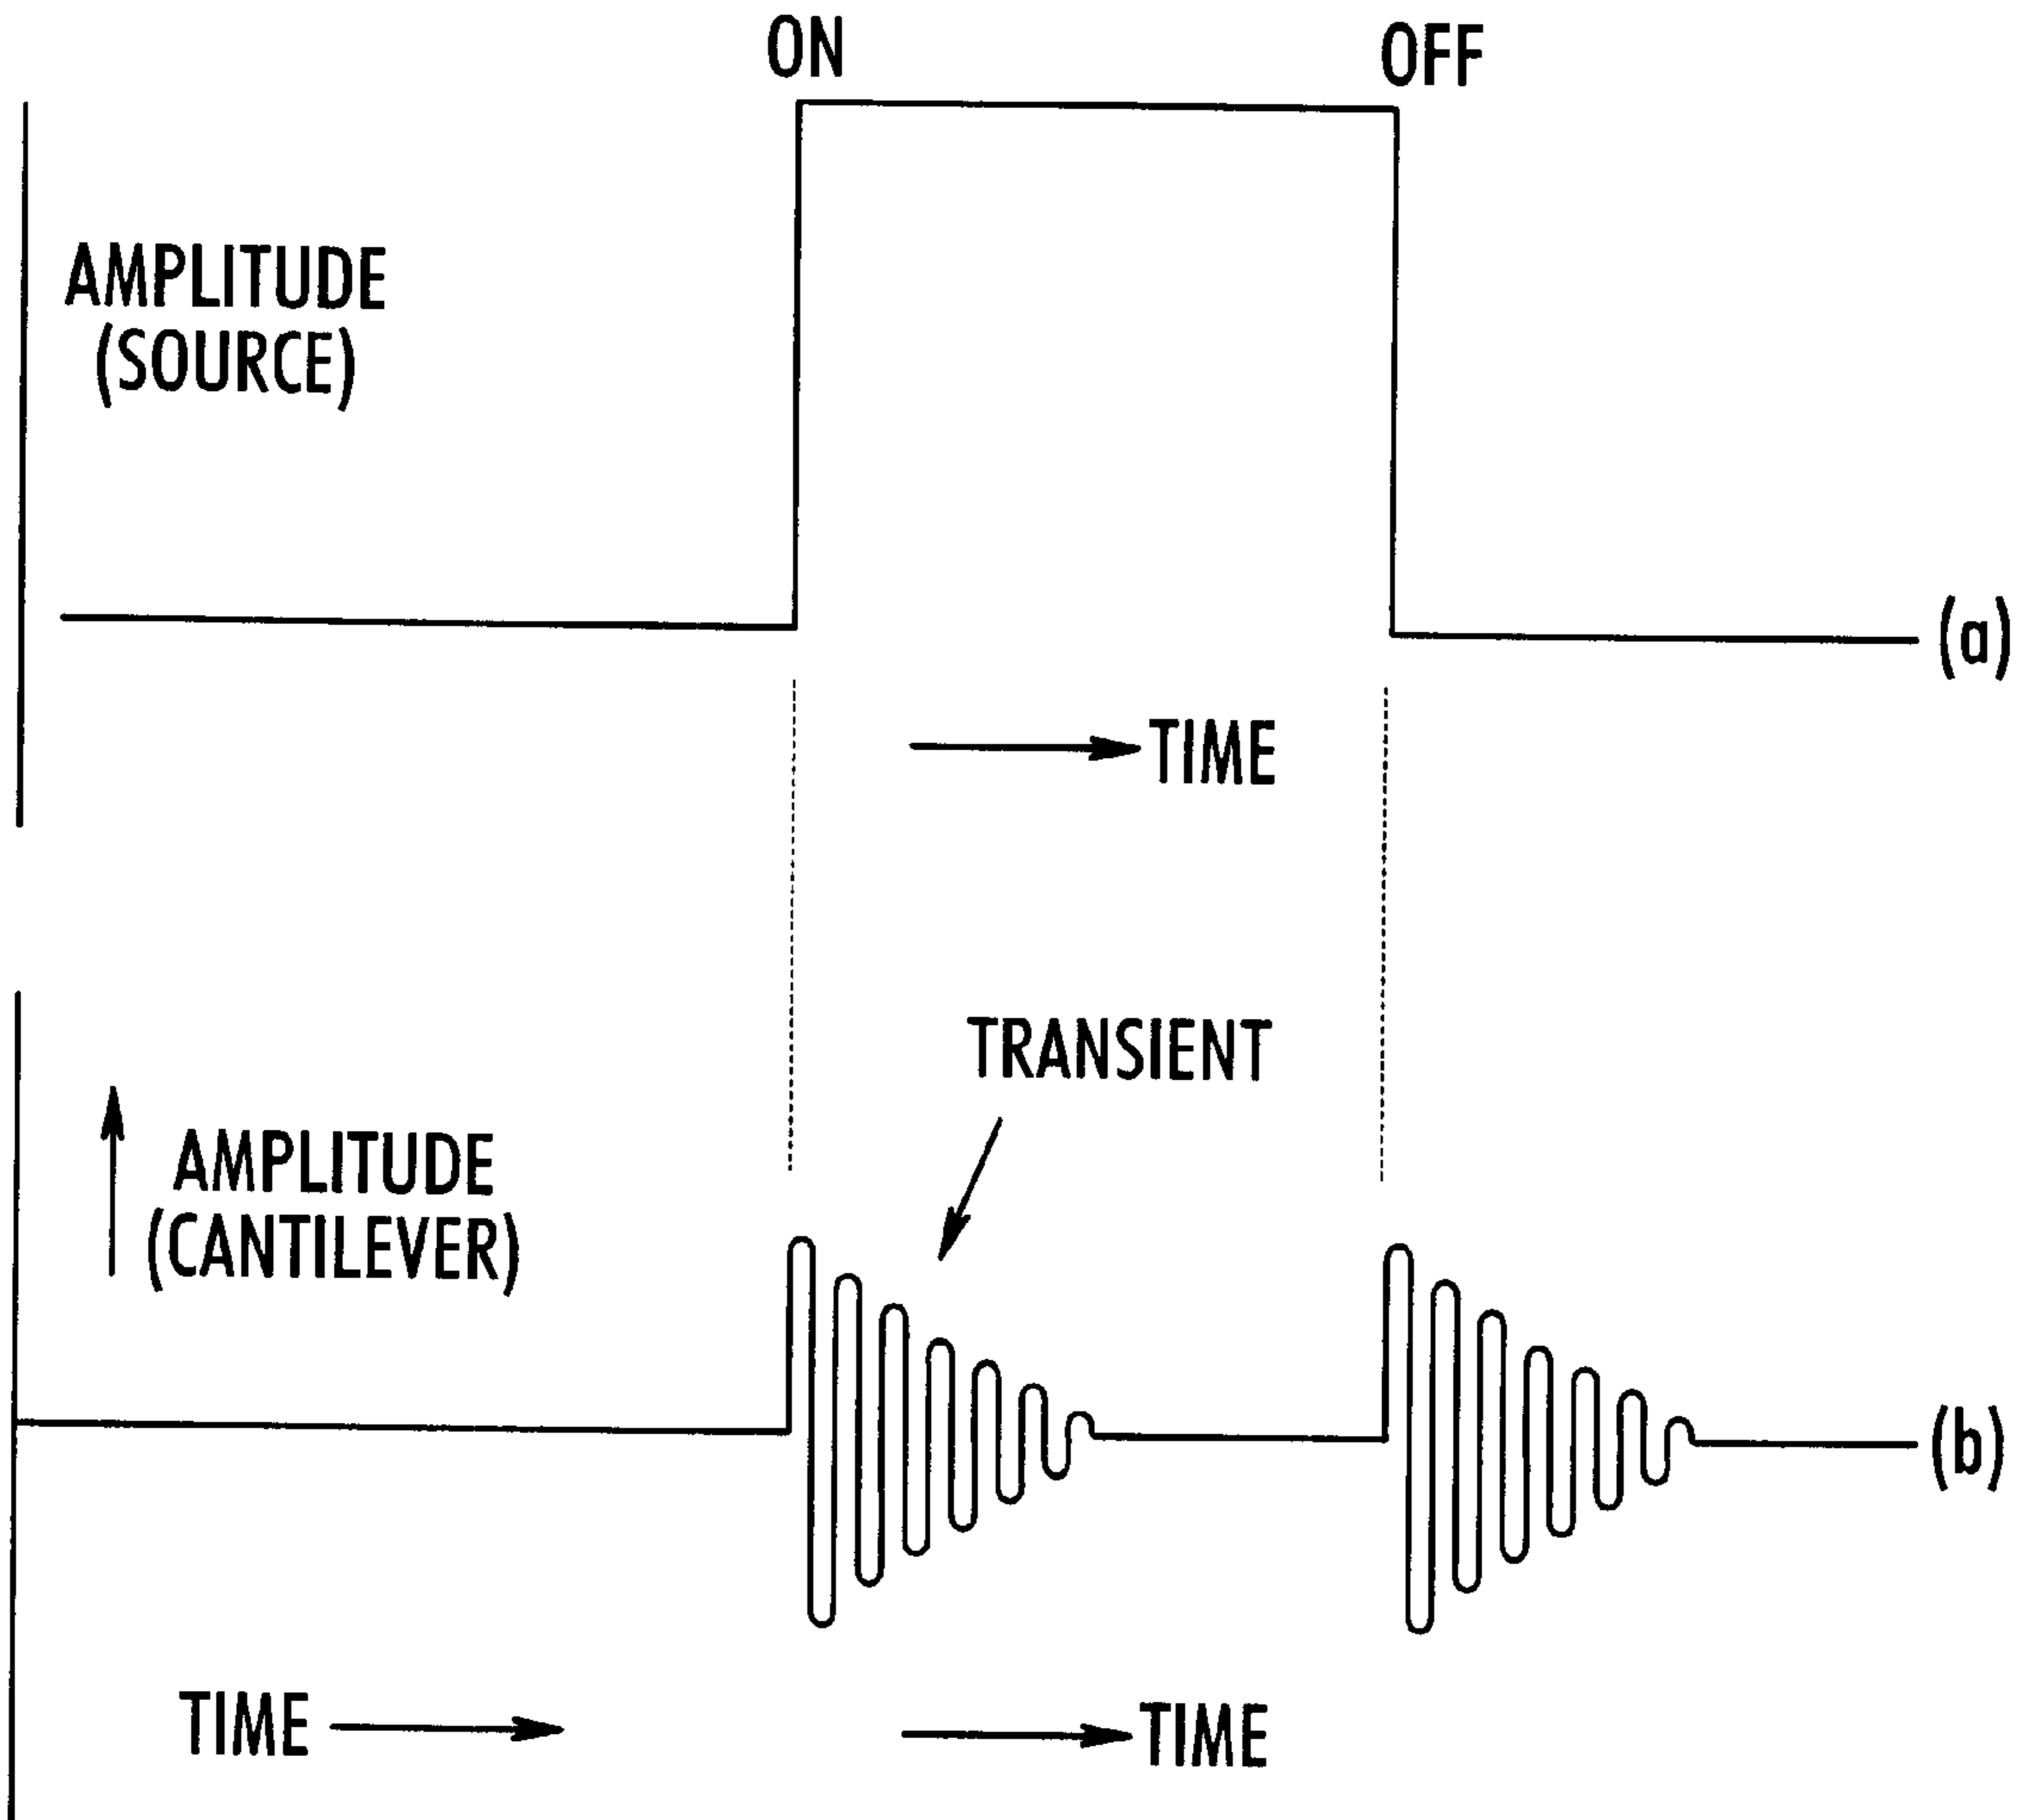 ON
OFF
AMPLITUDE
(SOURCE)
(a)
TIME
TRANSIENT
AMPLITUDE
(CANTILEVER)
(b)
TIME
TIME